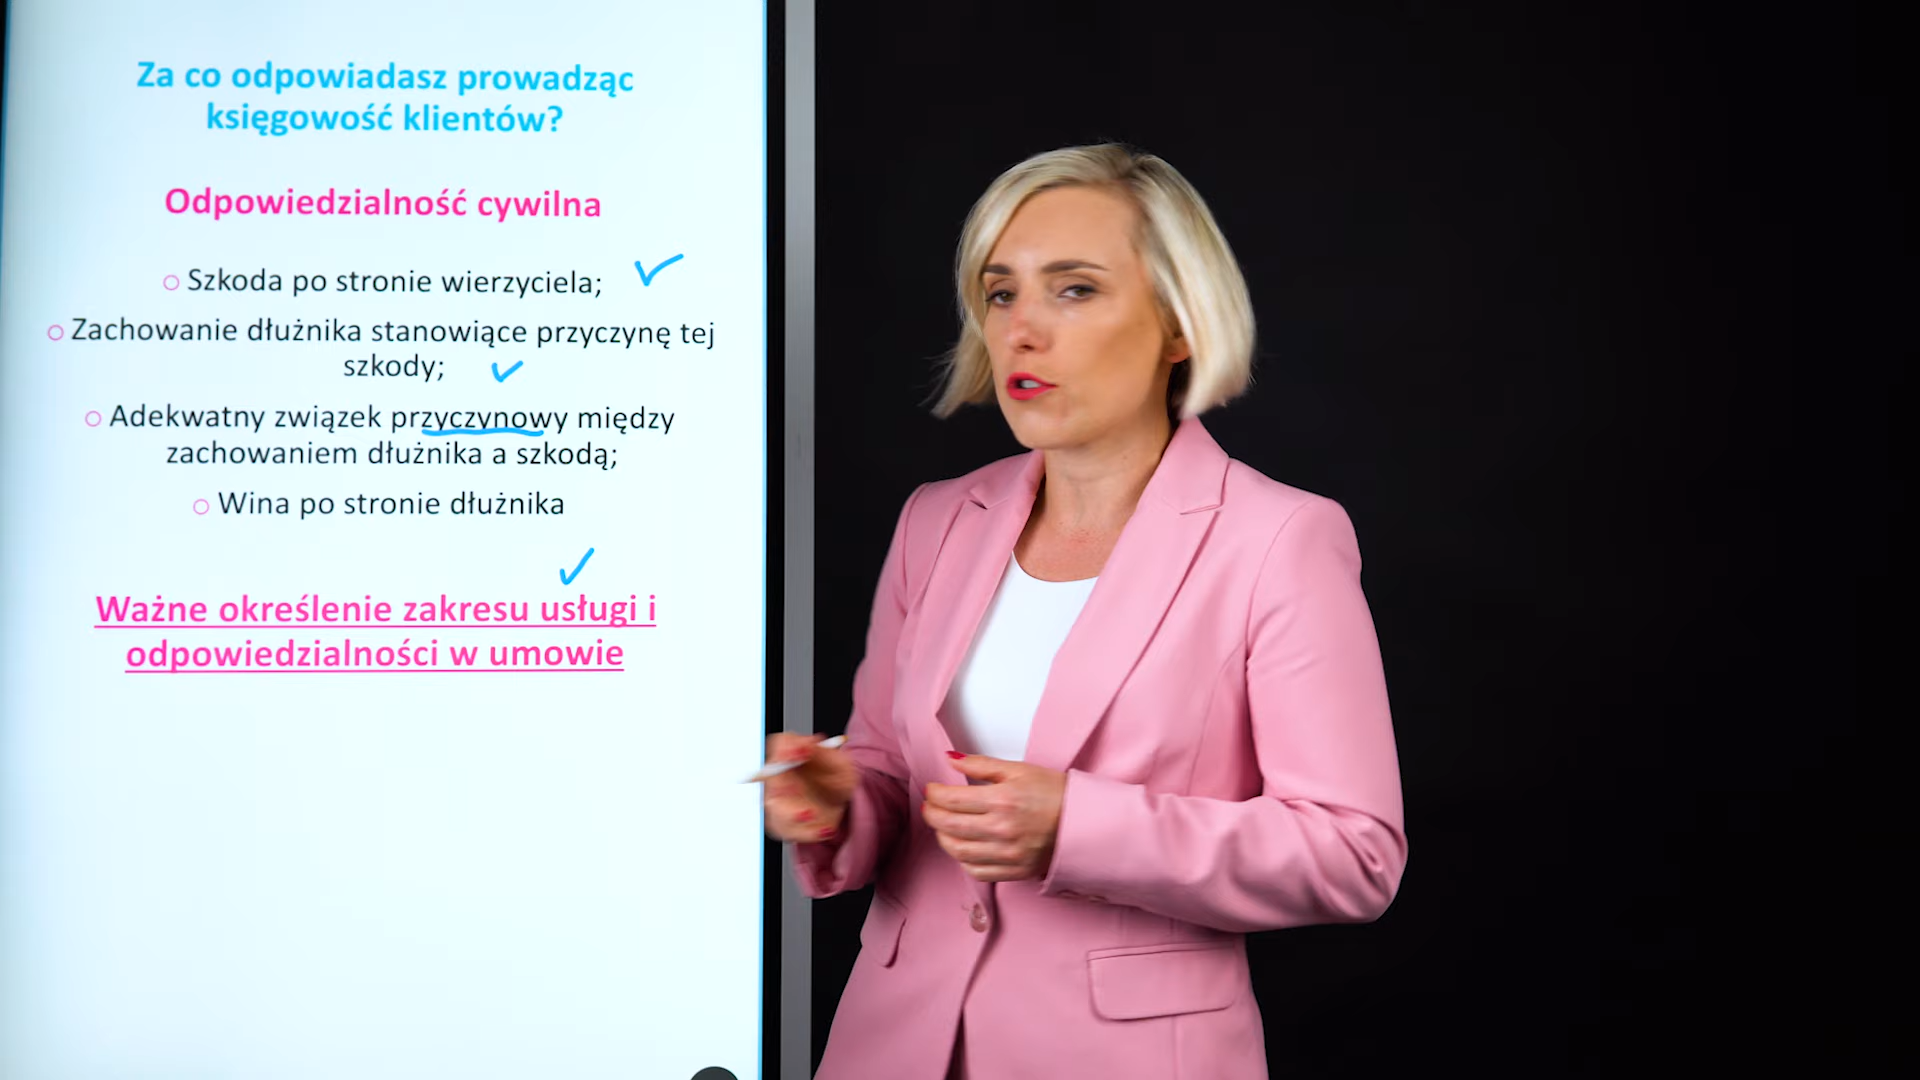 Za co odpowiadasz prowadząc
księgowość klientów?
Odpowiedzialność cywilna
Szkoda po stronie wierzyciela;
Zachowanie dłużnika stanowiące przyczynę tej
szkody;
Adekwatny związek przyczynowy między
zachowaniem dłużnika a szkodą;
Wina po stronie dłużnika
Ważne określenie zakresu usługi i
odpowiedzialności w umowie